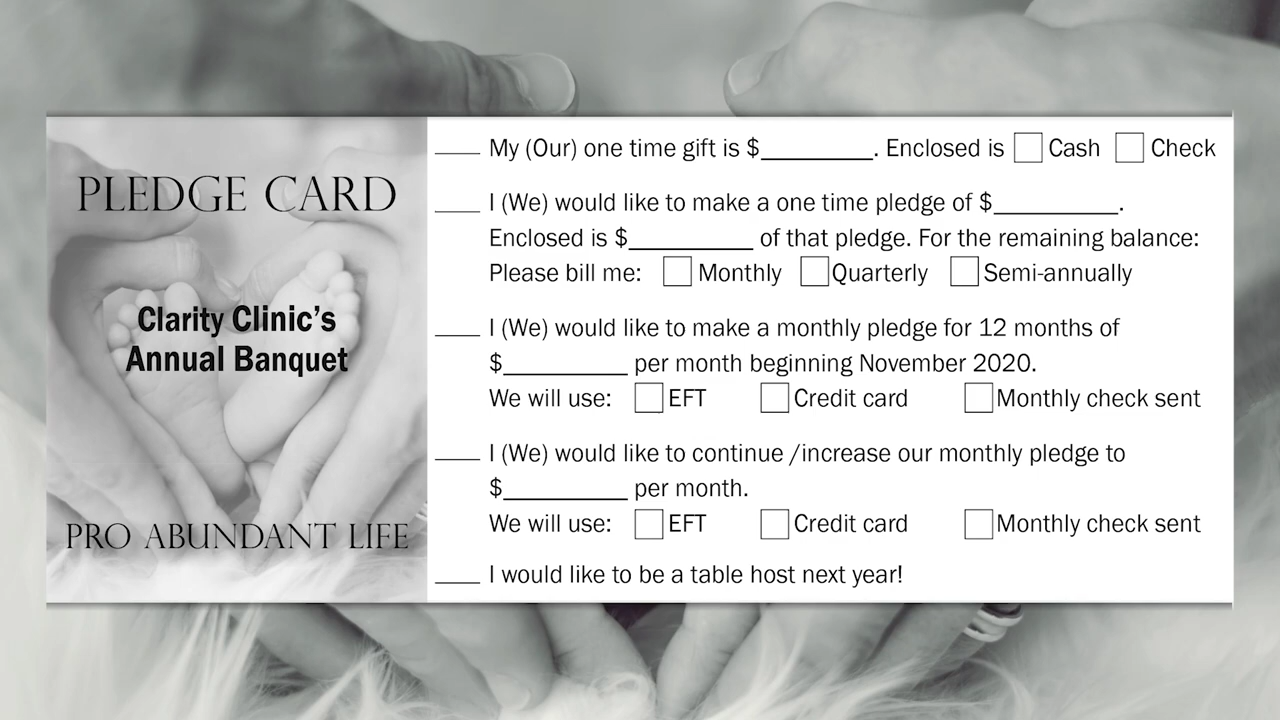 PLEDGE CARD
Clarity Clinic's
Annual Banquet
PRO ABUNDANT LIFE
____ My (Our) one time gift is $_________. Enclosed is ☐ Cash ☐ Check
____ I (We) would like to make a one time pledge of $__________.
Enclosed is $__________ of that pledge. For the remaining balance:
Please bill me: ☐ Monthly ☐ Quarterly ☐ Semi-annually
____ I (We) would like to make a monthly pledge for 12 months of
$__________ per month beginning November 2020.
We will use: ☐ EFT ☐ Credit card ☐ Monthly check sent
____ I (We) would like to continue /increase our monthly pledge to
$__________ per month.
We will use: ☐ EFT ☐ Credit card ☐ Monthly check sent
____ I would like to be a table host next year!